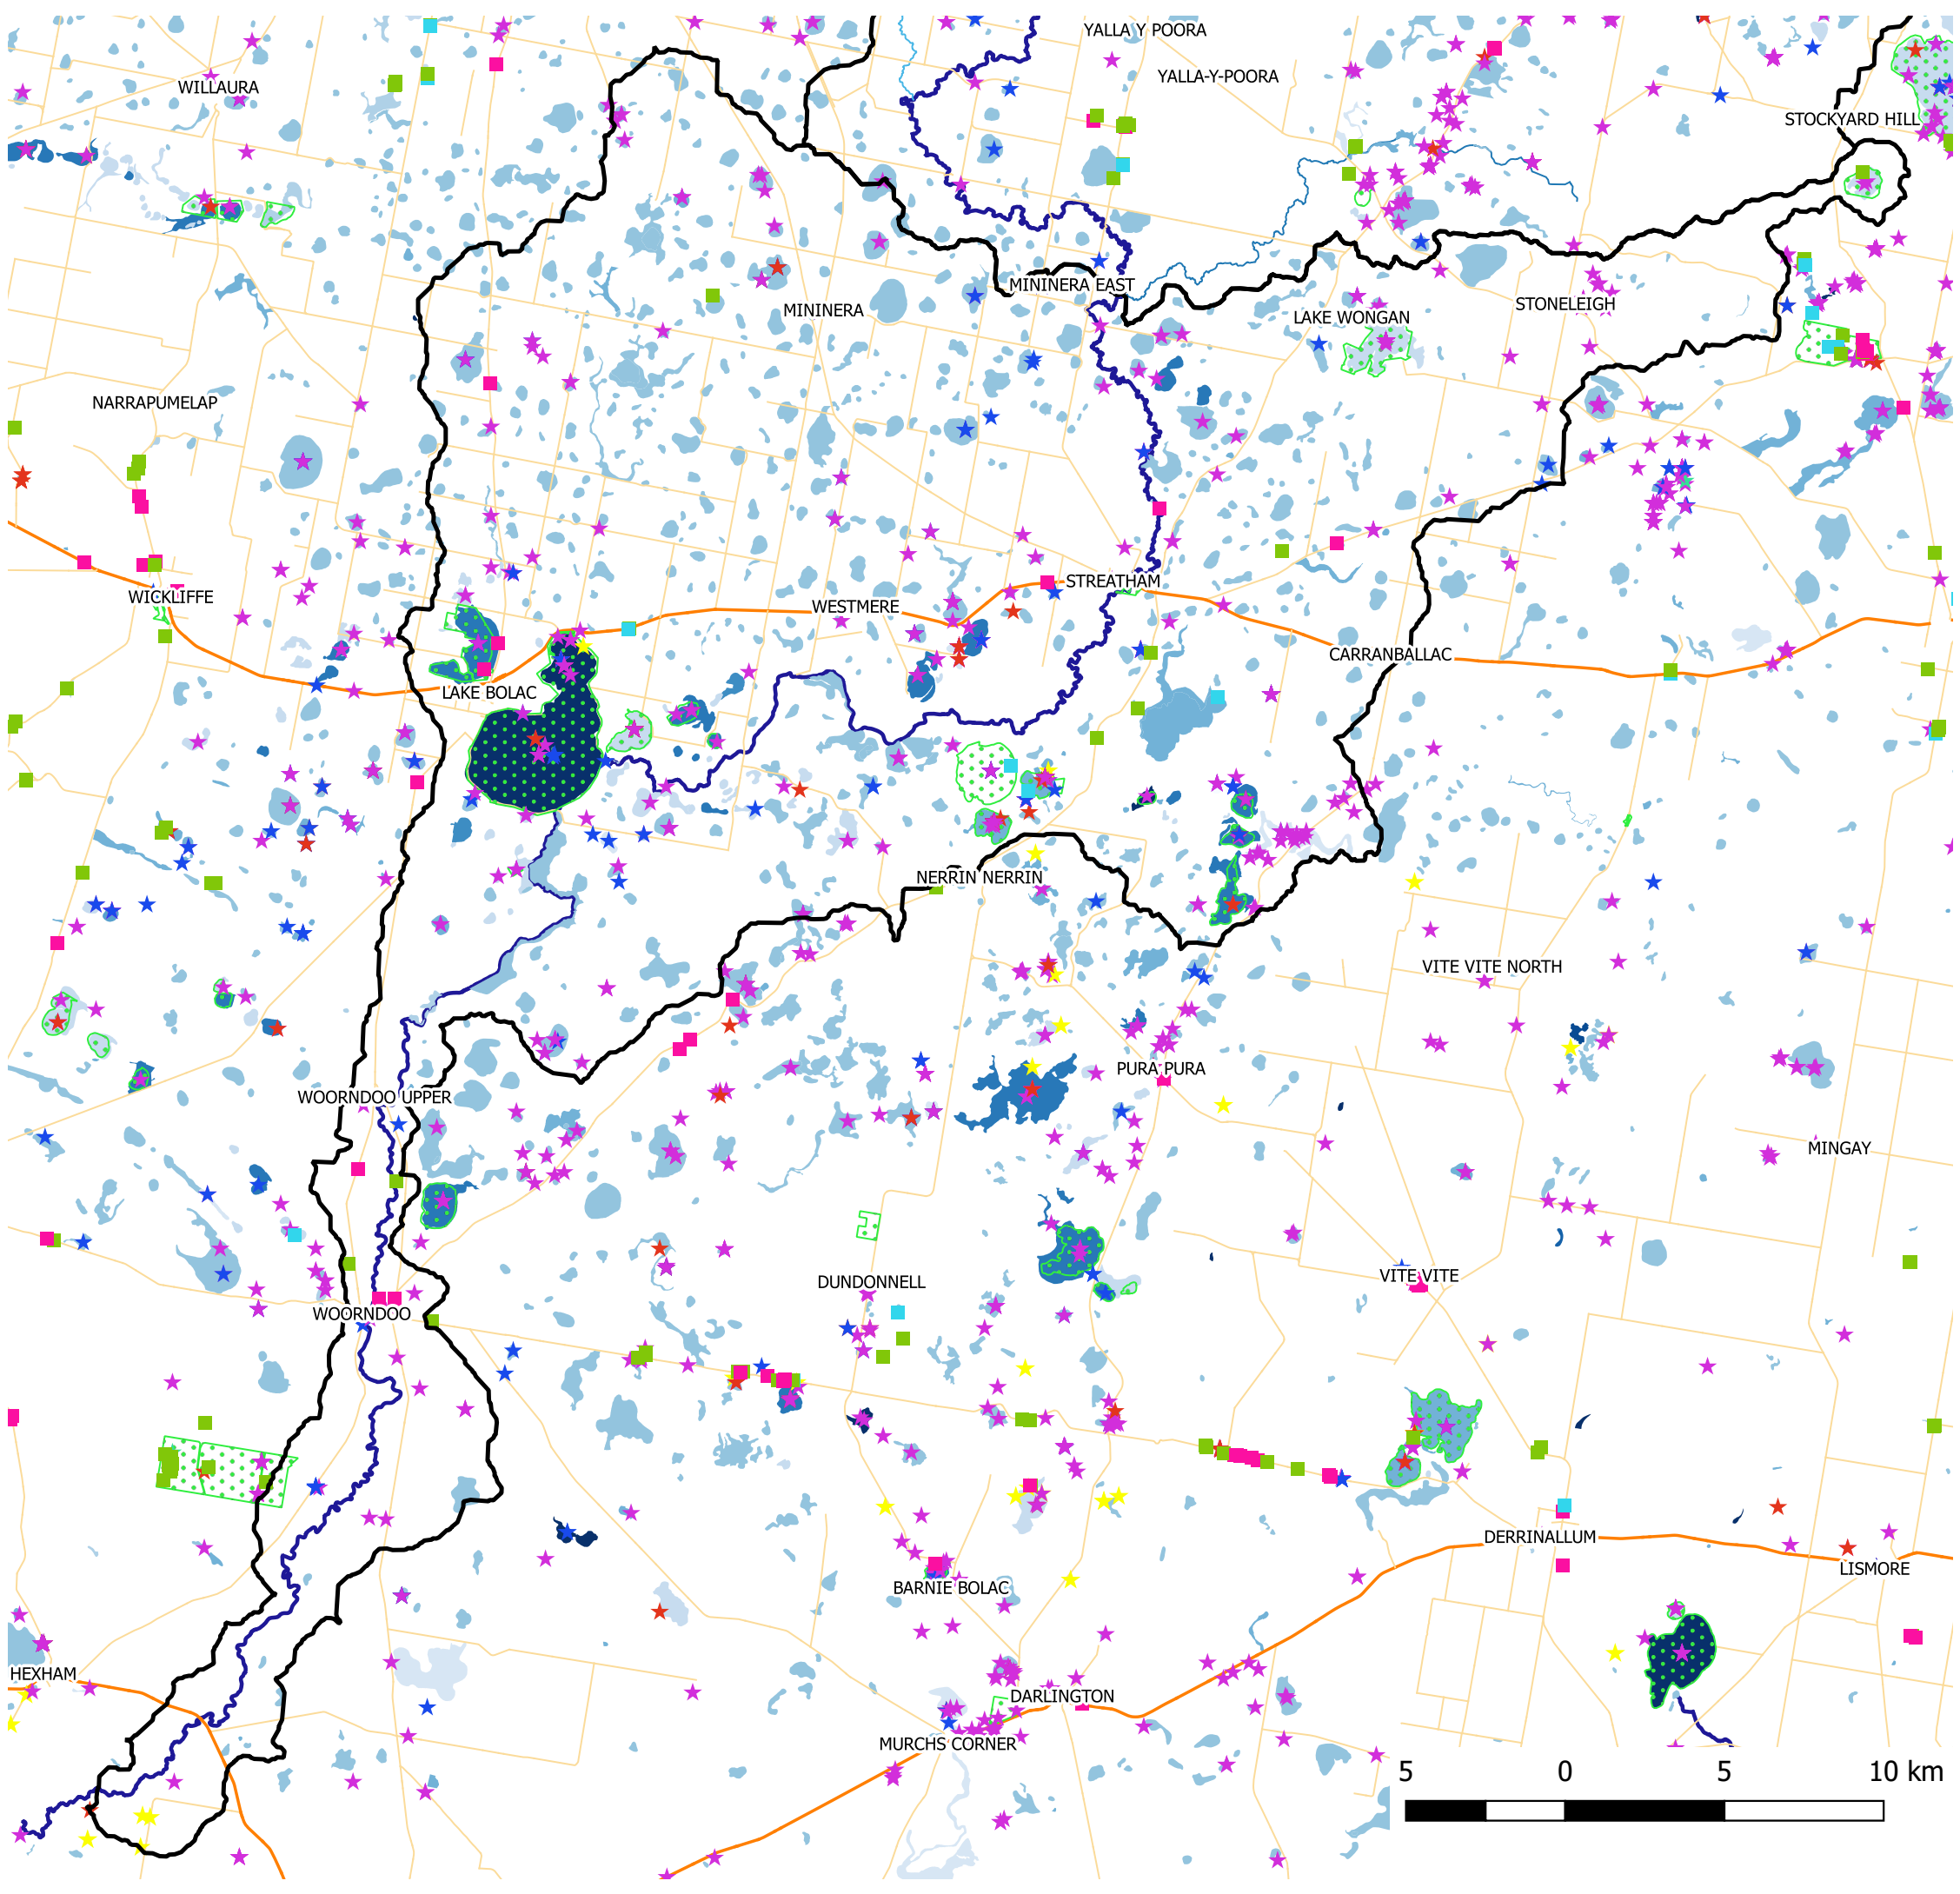 YALLA Y POORA
YALLA-Y-POORA
WILLAURA
STOCKYARD HILL
MININERA EAST
MININERA
LAKE WONGAN
STONELEIGH
NARRAPUMELAP
STREATHAM
WICKLIFFE
WESTMERE
CARRANBALLAC
LAKE BOLAC
NERRIN NERRIN
VITE VITE NORTH
PURA PURA
WOORNDOO UPPER
MINGAY
DUNDONNELL
VITE VITE
WOORNDOO
DERRINALLUM
LISMORE
BARNIE BOLAC
HEXHAM
DARLINGTON
MURCHS CORNER
5 0 5 10 km